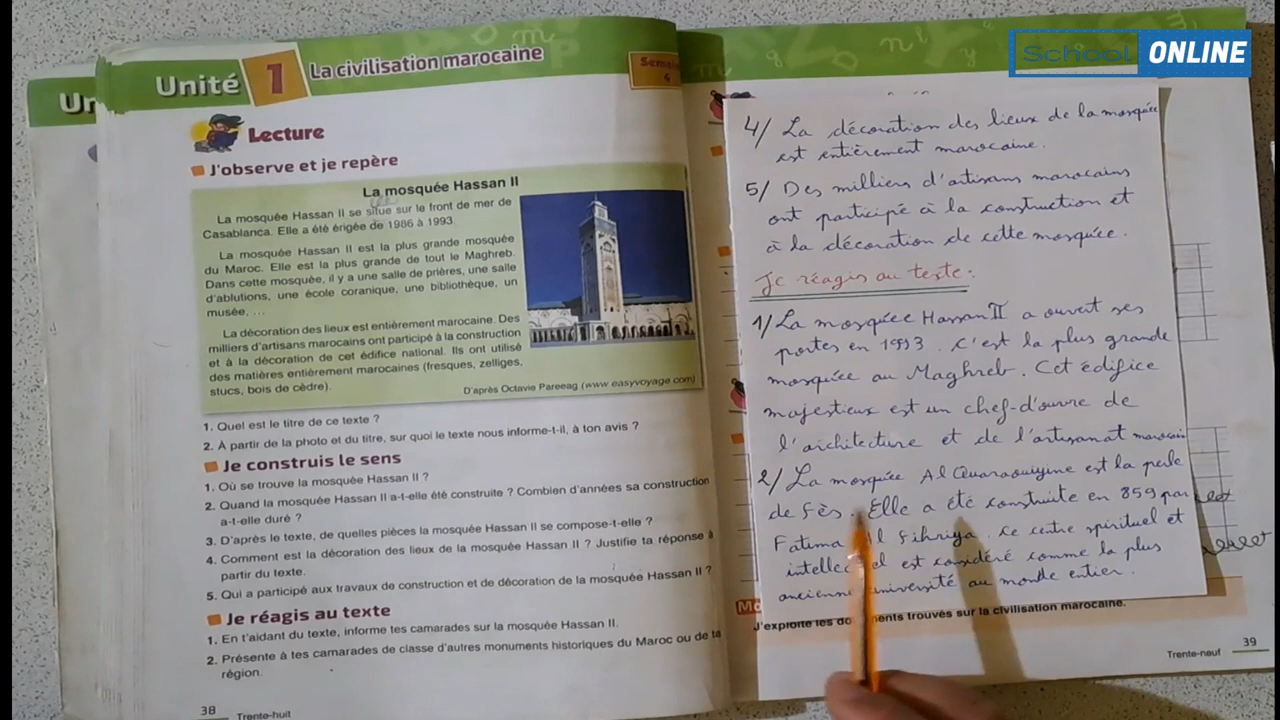 School ONLINE
Un
Unité 1 La civilisation marocaine
Semaine 4
Lecture
J'observe et je repère
La mosquée Hassan II
La mosquée Hassan II se situe sur le front de mer de
Casablanca. Elle a été érigée de 1986 à 1993.
La mosquée Hassan II est la plus grande mosquée
du Maroc. Elle est la plus grande de tout le Maghreb.
Dans cette mosquée, il y a une salle de prières, une salle
d'ablutions, une école coranique, une bibliothèque, un
musée, ...
La décoration des lieux est entièrement marocaine. Des
milliers d'artisans marocains ont participé à la construction
et à la décoration de cet édifice national. Ils ont utilisé
des matières entièrement marocaines (fresques, zelliges,
stucs, bois de cèdre).
D'après Octavie Pareeag (www.easyvoyage.com)
1. Quel est le titre de ce texte ?
2. À partir de la photo et du titre, sur quoi le texte nous informe-t-il, à ton avis ?
Je construis le sens
1. Où se trouve la mosquée Hassan II ?
2. Quand la mosquée Hassan II a-t-elle été construite ? Combien d'années sa construction
a-t-elle duré ?
3. D'après le texte, de quelles pièces la mosquée Hassan II se compose-t-elle ?
4. Comment est la décoration des lieux de la mosquée Hassan II ? Justifie ta réponse à
partir du texte.
5. Qui a participé aux travaux de construction et de décoration de la mosquée Hassan II ?
Je réagis au texte
1. En t'aidant du texte, informe tes camarades sur la mosquée Hassan II.
2. Présente à tes camarades de classe d'autres monuments historiques du Maroc ou de ta
région.
38
Trente-huit
4/ La décoration des lieux de la mosquée
est entièrement marocaine.
5/ Des milliers d'artisans marocains
ont participé à la construction et
à la décoration de cette mosquée.
Je réagis au texte:
1/ La mosquée Hassan II a ouvert ses
portes en 1993. C'est la plus grande
mosquée au Maghreb. Cet édifice
majestieux est un chef-d'ouvre de
l'architecture et de l'artisanat marocain
2/ La mosquée Al Quaraouiyine est la perle
de Fès. Elle a été construite en 859 par
Fatima Al Fihriya. Ce centre spirituel et
intellectuel est considéré comme la plus
ancienne université au monde entier.
J'exploite les documents trouvés sur la civilisation marocaine.
Trente-neuf 39